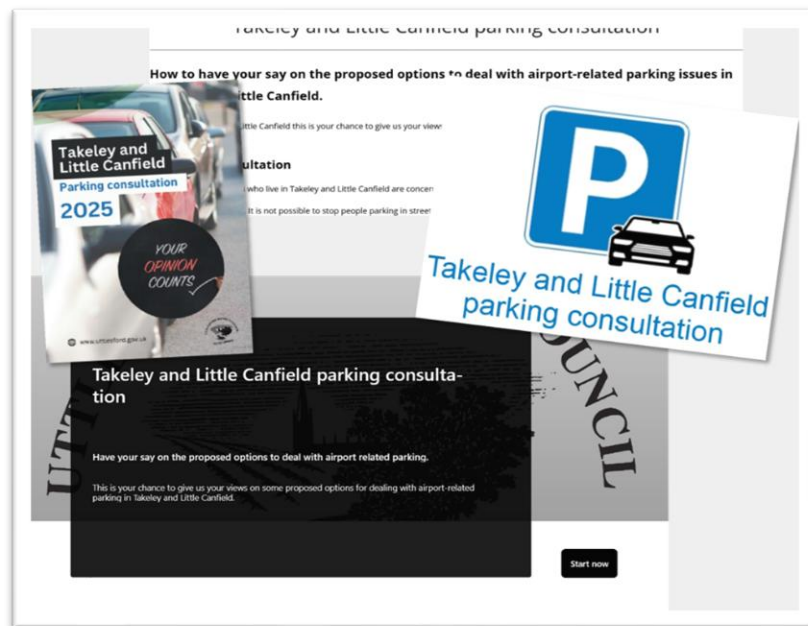 Takeley and Little Canfield parking consultation
How to have your say on the proposed options to deal with airport-related parking issues in
ittle Canfield.
ittle Canfield this is your chance to give us your views
ultation
who live in Takeley and Little Canfield are concern
It is not possible to stop people parking in street
Takeley and
Little Canfield
Parking consultation
2025
YOUR
OPINION
COUNTS
www.uttlesford.gov.uk
P
Takeley and Little Canfield
parking consultation
UTTL
OUNCIL
Takeley and Little Canfield parking consulta-
tion
Have your say on the proposed options to deal with airport related parking.
This is your chance to give us your views on some proposed options for dealing with airport-related
parking in Takeley and Little Canfield.
Start now